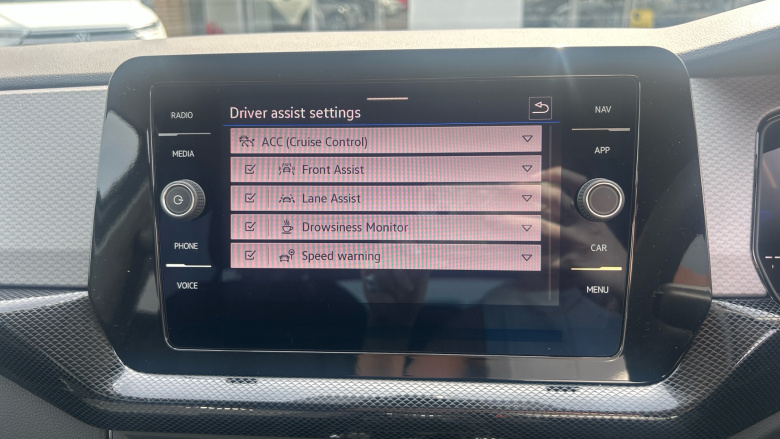 RADIO
MEDIA
PHONE
VOICE
Driver assist settings
ACC (Cruise Control)
Front Assist
Lane Assist
Drowsiness Monitor
Speed warning
NAV
APP
CAR
MENU